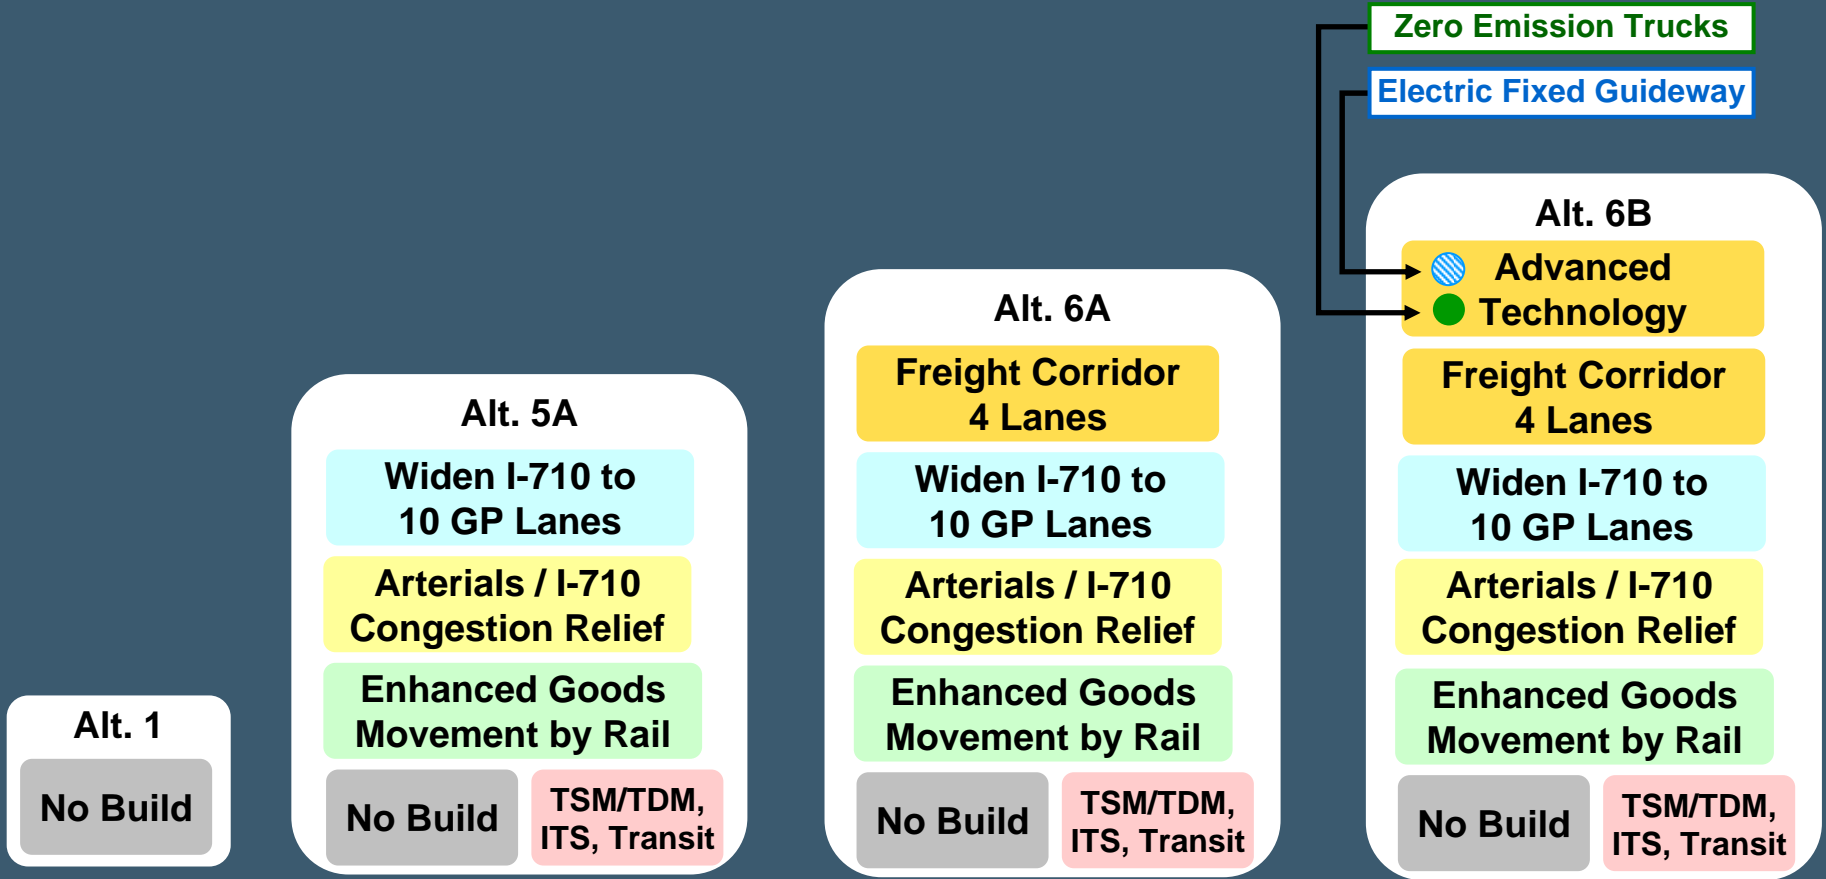 Zero Emission Trucks
Electric Fixed Guideway
Alt. 1
No Build
Alt. 5A
Widen I-710 to
10 GP Lanes
Arterials / I-710
Congestion Relief
Enhanced Goods
Movement by Rail
No Build
TSM/TDM,
ITS, Transit
Alt. 6A
Freight Corridor
4 Lanes
Widen I-710 to
10 GP Lanes
Arterials / I-710
Congestion Relief
Enhanced Goods
Movement by Rail
No Build
TSM/TDM,
ITS, Transit
Alt. 6B
Advanced
Technology
Freight Corridor
4 Lanes
Widen I-710 to
10 GP Lanes
Arterials / I-710
Congestion Relief
Enhanced Goods
Movement by Rail
No Build
TSM/TDM,
ITS, Transit